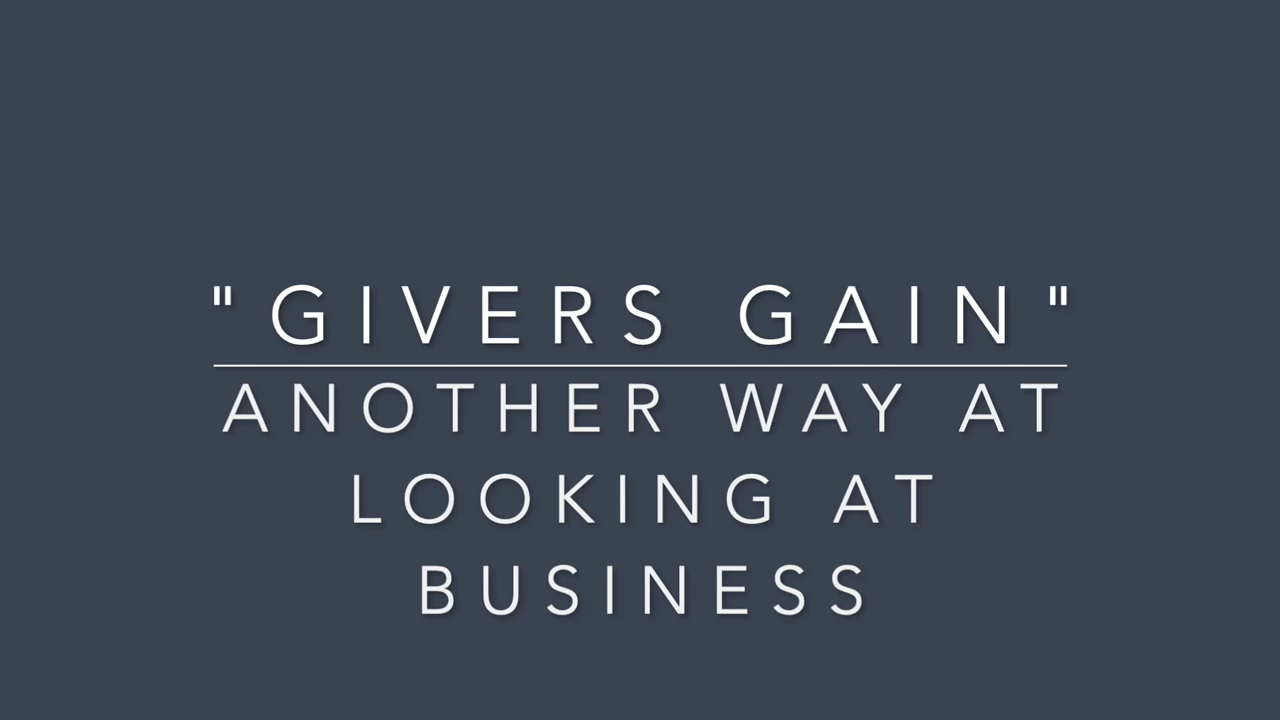 "GIVERS GAIN"
ANOTHER WAY AT
LOOKING AT
BUSINESS